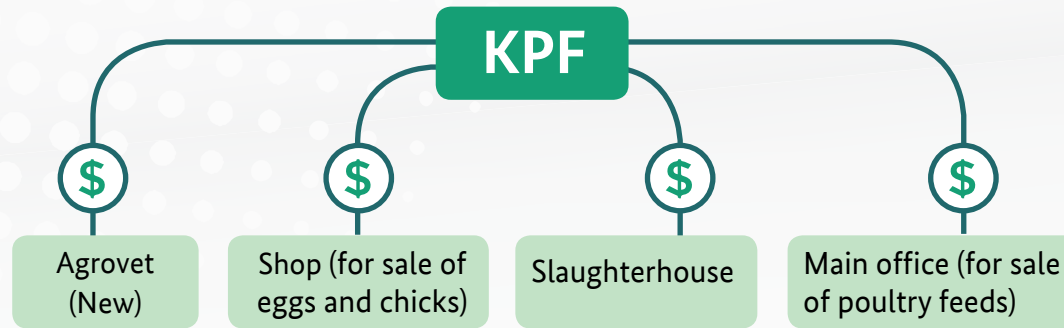 KPF
$
$
$
$
Agrovet
(New)
Shop (for sale of
eggs and chicks)
Slaughterhouse
Main office (for sale
of poultry feeds)